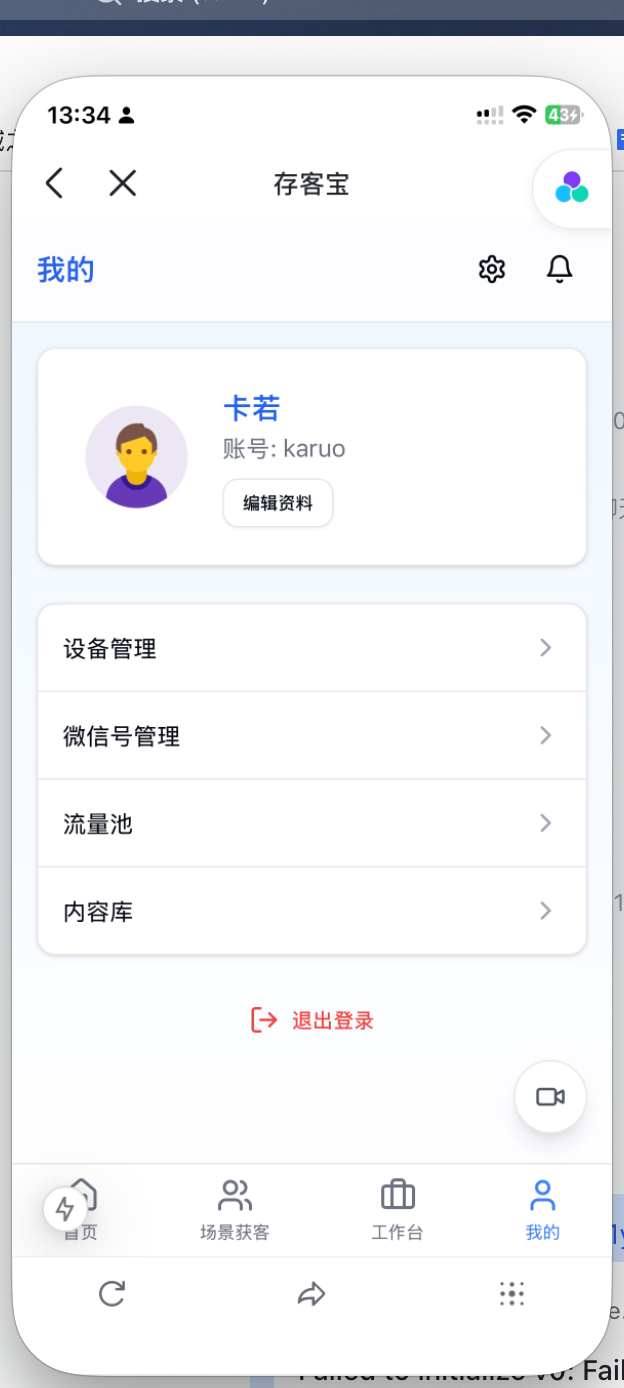 13:34
43
存客宝
我的
卡若
账号: karuo
编辑资料
设备管理
微信号管理
流量池
内容库
退出登录
首页
场景获客
工作台
我的
Failed to initialize v0: Fail